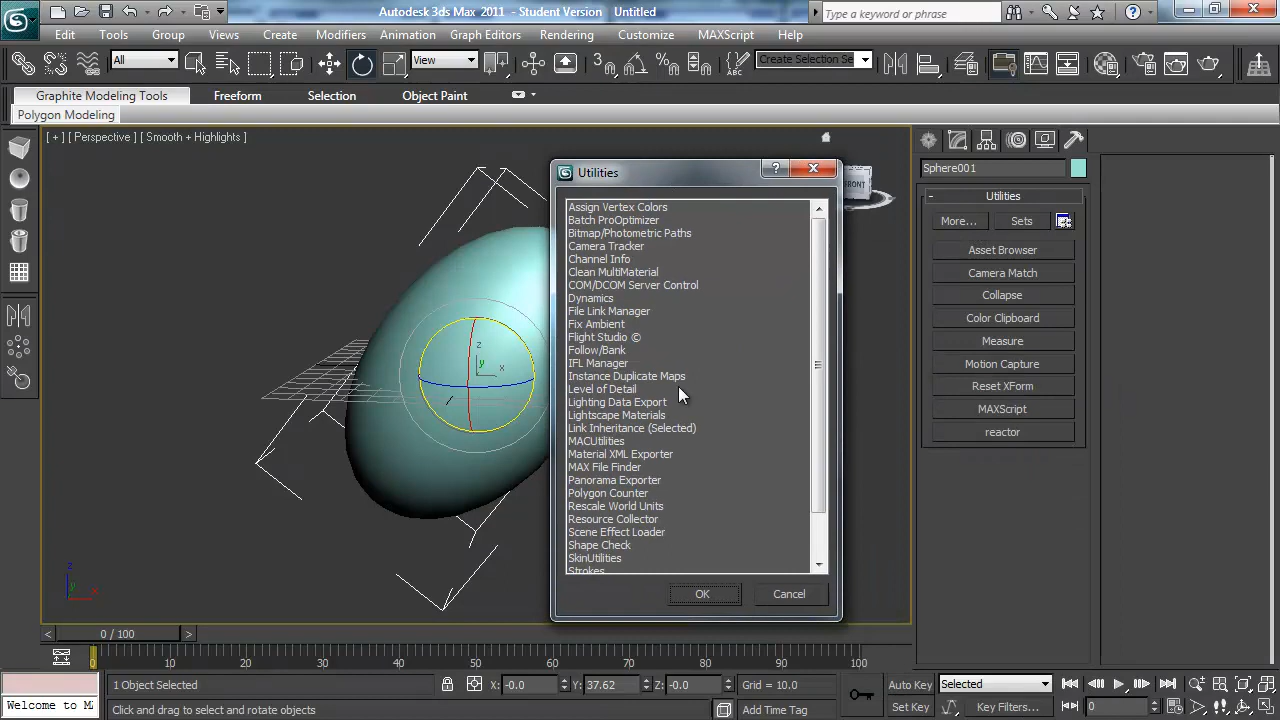 Autodesk 3ds Max 2011 - Student Version Untitled
Type a keyword or phrase
Edit Tools Group Views Create Modifiers Animation Graph Editors Rendering Customize MAXScript Help
All
View
3
Create Selection Se
Graphite Modeling Tools Freeform Selection Object Paint
Polygon Modeling
[ + ] [ Perspective ] [ Smooth + Highlights ]
FRONT
z
y
x
z
y
x
Utilities
Assign Vertex Colors
Batch ProOptimizer
Bitmap/Photometric Paths
Camera Tracker
Channel Info
Clean MultiMaterial
COM/DCOM Server Control
Dynamics
File Link Manager
Fix Ambient
Flight Studio ©
Follow/Bank
IFL Manager
Instance Duplicate Maps
Level of Detail
Lighting Data Export
Lightscape Materials
Link Inheritance (Selected)
MACUtilities
Material XML Exporter
MAX File Finder
Panorama Exporter
Polygon Counter
Rescale World Units
Resource Collector
Scene Effect Loader
Shape Check
SkinUtilities
Strokes
OK Cancel
Sphere001
- Utilities
More... Sets
Asset Browser
Camera Match
Collapse
Color Clipboard
Measure
Motion Capture
Reset XForm
MAXScript
reactor
< 0 / 100 >
0 10 20 30 40 50 60 70 80 90 100
1 Object Selected X: -0.0 Y: 37.62 Z: -0.0 Grid = 10.0 Auto Key Selected
Welcome to MA Click and drag to select and rotate objects Add Time Tag Set Key Key Filters... 0